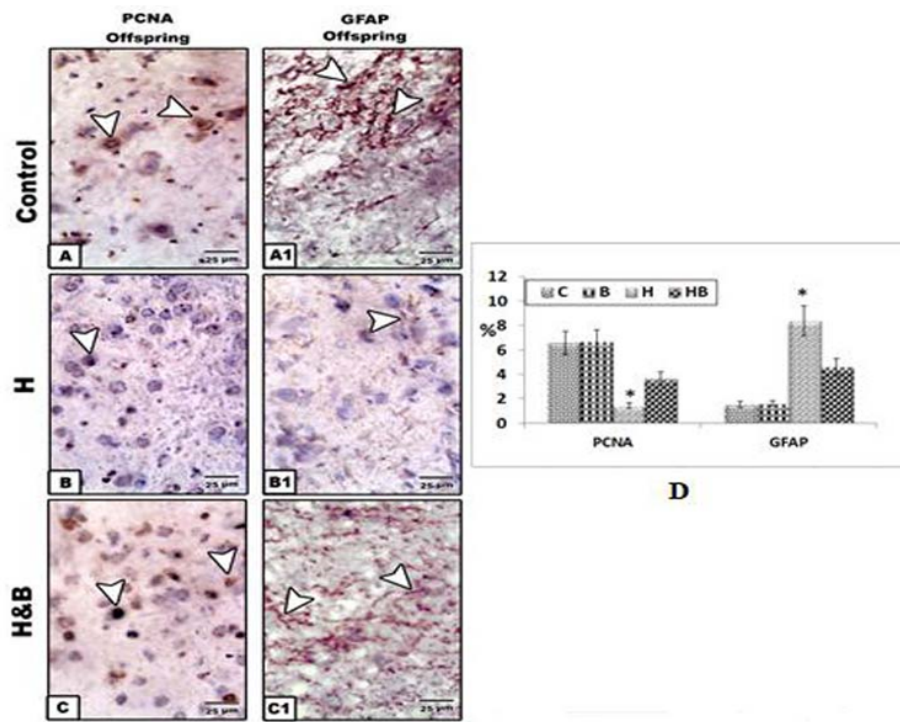 PCNA
Offspring
GFAP
Offspring
Control
A
25 µm
A1
25 µm
H
B
25 µm
B1
25 µm
H&B
C
25 µm
C1
25 µm
12
10
%8
6
4
2
0
C B H HB
*
*
PCNA
GFAP
D